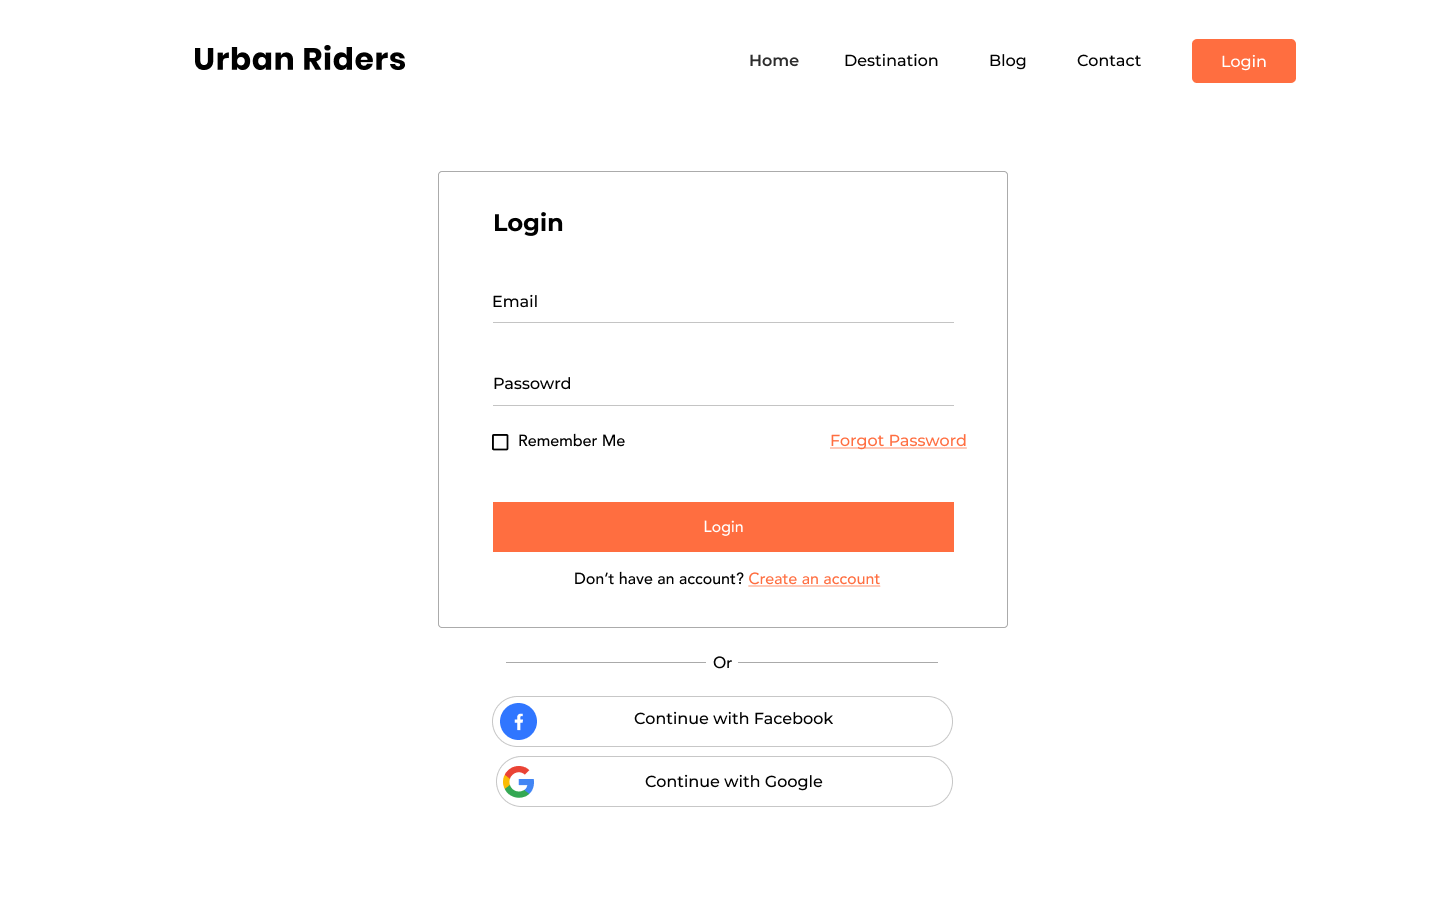 Urban Riders
Home Destination Blog Contact Login
Login
Email
Passowrd
Remember Me Forgot Password
Login
Don't have an account? Create an account
Or
Continue with Facebook
Continue with Google